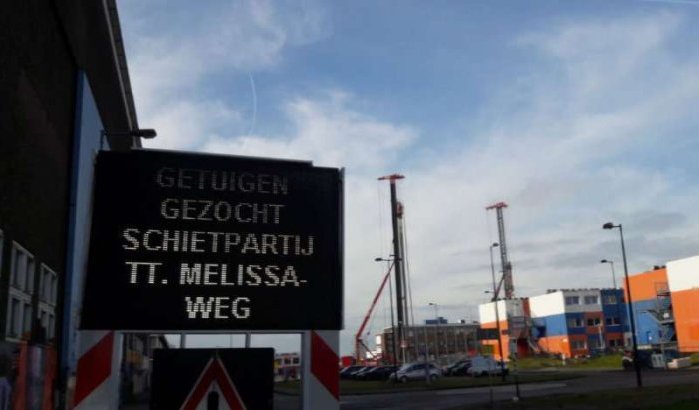 GETUIGEN
GEZOCHT
SCHIETPARTIJ
TT. MELISSA-
WEG